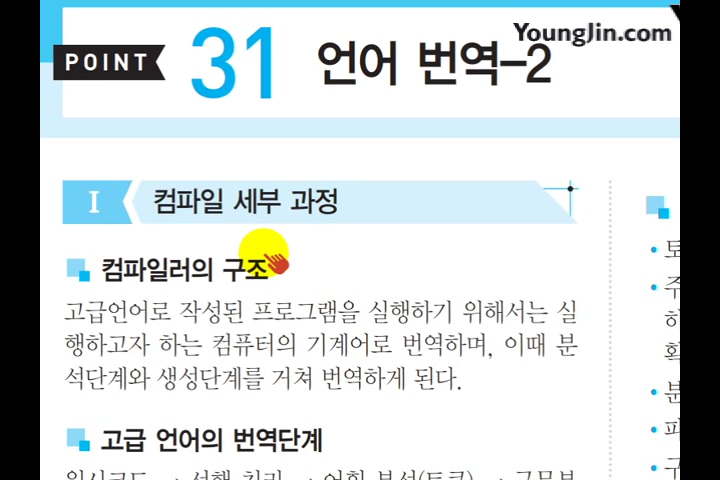 YoungJin.com
POINT 31 언어 번역-2
I 컴파일 세부 과정
컴파일러의 구조
고급언어로 작성된 프로그램을 실행하기 위해서는 실
행하고자 하는 컴퓨터의 기계어로 번역하며, 이때 분
석단계와 생성단계를 거쳐 번역하게 된다.
고급 언어의 번역단계